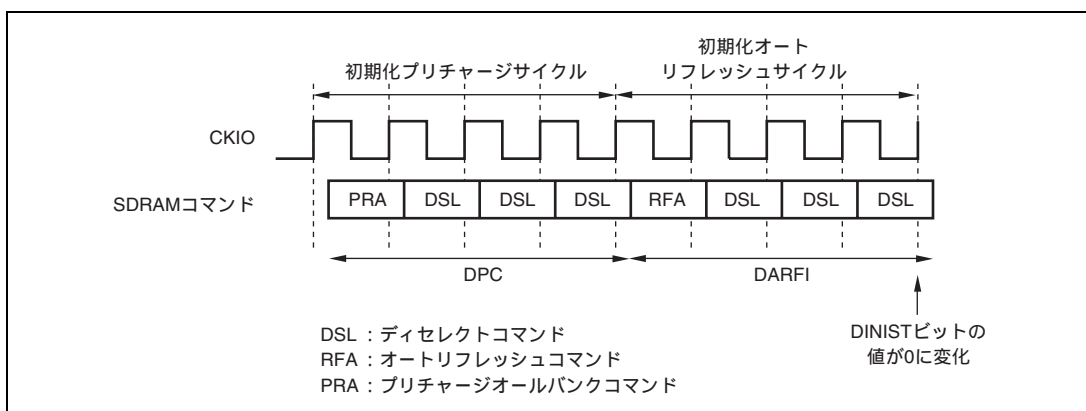 初期化プリチャージサイクル
初期化オート
リフレッシュサイクル
CKIO
SDRAMコマンド
PRA DSL DSL DSL RFA DSL DSL DSL
DPC DARFI
DSL : ディセレクトコマンド
RFA : オートリフレッシュコマンド
PRA : プリチャージオールバンクコマンド
DINISTビットの
値が0に変化